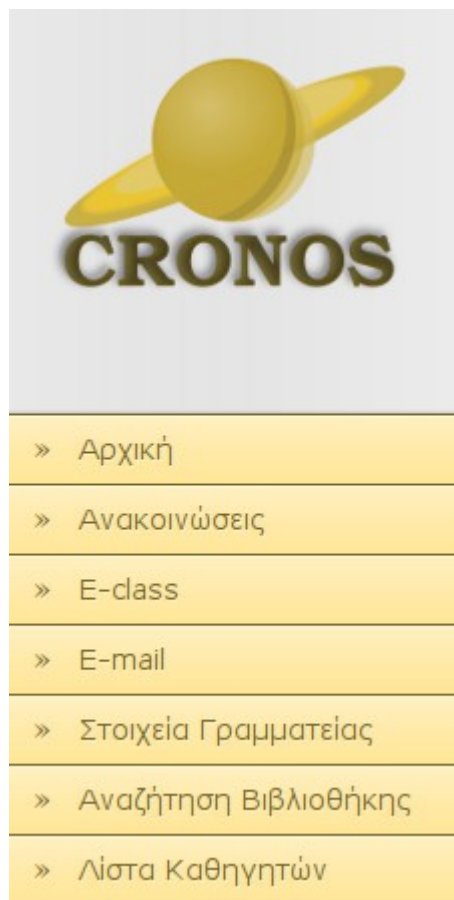 CRONOS
» Αρχική
» Ανακοινώσεις
» E-class
» E-mail
» Στοιχεία Γραμματείας
» Αναζήτηση Βιβλιοθήκης
» Λίστα Καθηγητών